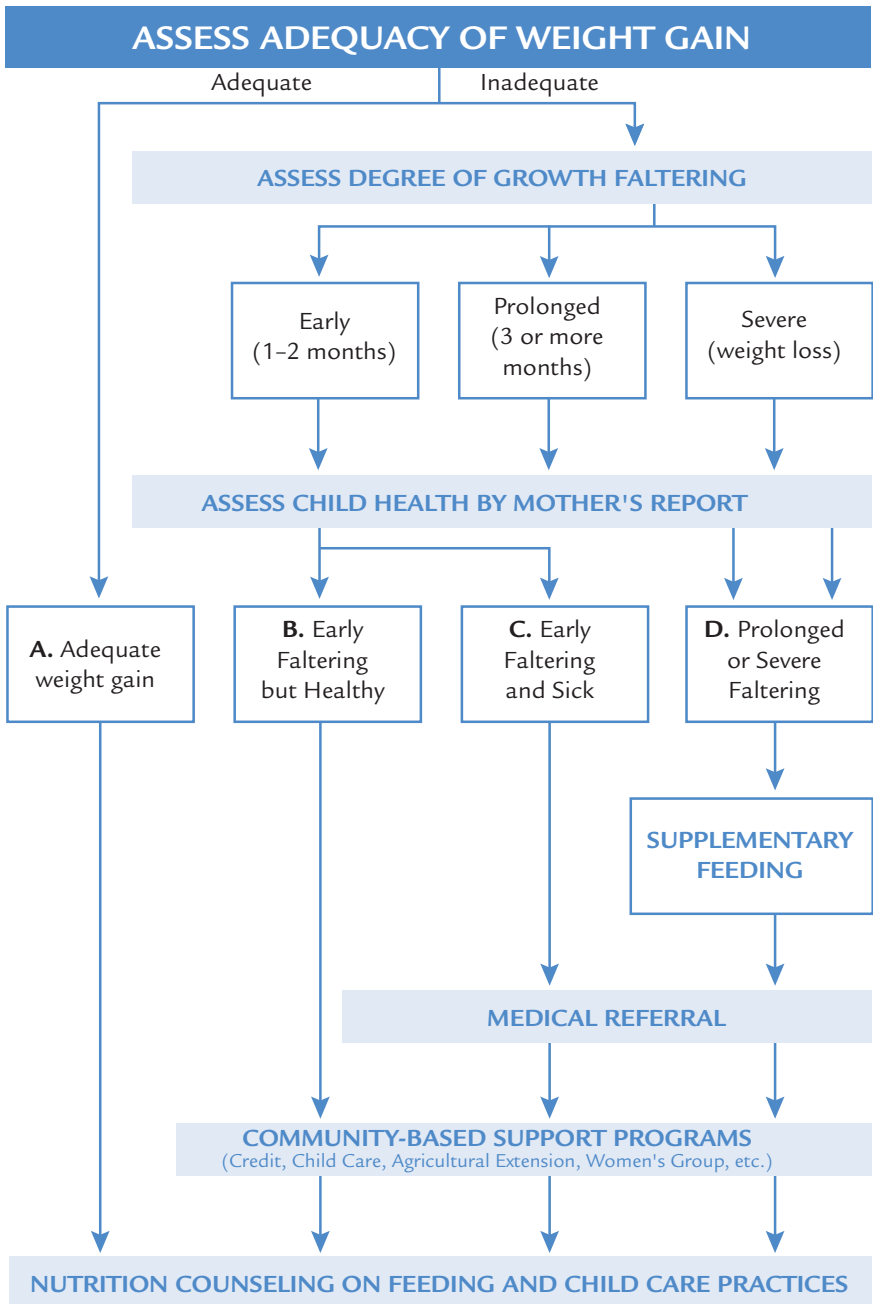 ASSESS ADEQUACY OF WEIGHT GAIN
Adequate
Inadequate
ASSESS DEGREE OF GROWTH FALTERING
Early
(1–2 months)
Prolonged
(3 or more
months)
Severe
(weight loss)
ASSESS CHILD HEALTH BY MOTHER'S REPORT
A. Adequate
weight gain
B. Early
Faltering
but Healthy
C. Early
Faltering
and Sick
D. Prolonged
or Severe
Faltering
SUPPLEMENTARY
FEEDING
MEDICAL REFERRAL
COMMUNITY-BASED SUPPORT PROGRAMS
(Credit, Child Care, Agricultural Extension, Women's Group, etc.)
NUTRITION COUNSELING ON FEEDING AND CHILD CARE PRACTICES